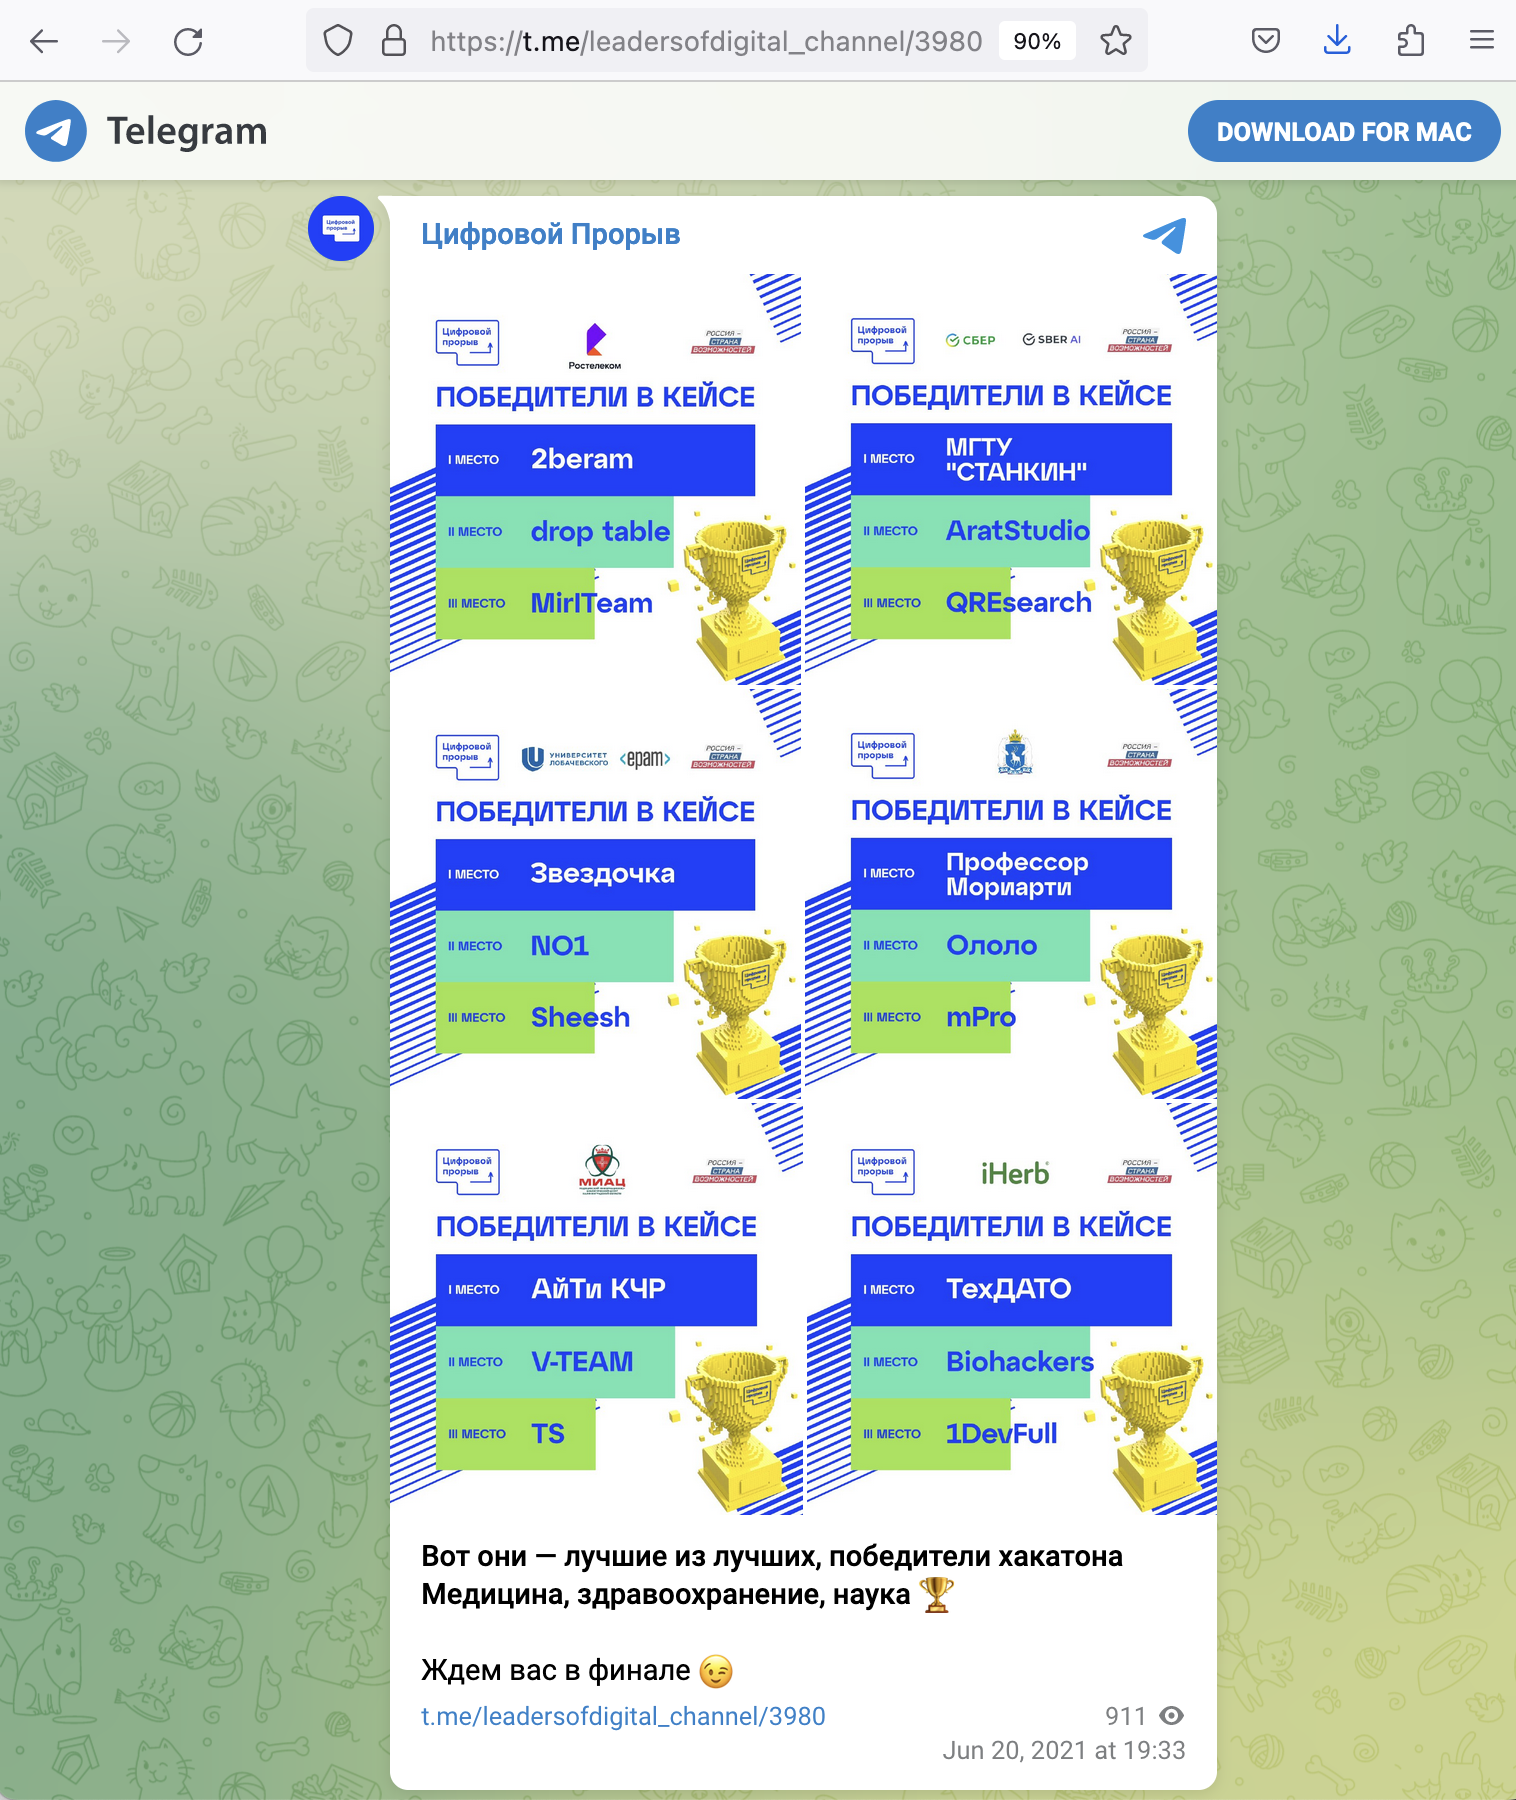 https://t.me/leadersofdigital_channel/3980
90%
Telegram
DOWNLOAD FOR MAC
Цифровой прорыв
Цифровой Прорыв
Цифровой
прорыв
Ростелеком
РОССИЯ –
СТРАНА
ВОЗМОЖНОСТЕЙ
ПОБЕДИТЕЛИ В КЕЙСЕ
I МЕСТО 2beram
II МЕСТО drop table
III МЕСТО MirITeam
Цифровой
прорыв
СБЕР
SBER AI
РОССИЯ –
СТРАНА
ВОЗМОЖНОСТЕЙ
ПОБЕДИТЕЛИ В КЕЙСЕ
I МЕСТО МГТУ
"СТАНКИН"
II МЕСТО AratStudio
III МЕСТО QREsearch
Цифровой
прорыв
УНИВЕРСИТЕТ
ЛОБАЧЕВСКОГО
<epam>
РОССИЯ –
СТРАНА
ВОЗМОЖНОСТЕЙ
ПОБЕДИТЕЛИ В КЕЙСЕ
I МЕСТО Звездочка
II МЕСТО NO1
III МЕСТО Sheesh
Цифровой
прорыв
РОССИЯ –
СТРАНА
ВОЗМОЖНОСТЕЙ
ПОБЕДИТЕЛИ В КЕЙСЕ
I МЕСТО Профессор
Мориарти
II МЕСТО Ололо
III МЕСТО mPro
Цифровой
прорыв
МИАЦ
РОССИЯ –
СТРАНА
ВОЗМОЖНОСТЕЙ
ПОБЕДИТЕЛИ В КЕЙСЕ
I МЕСТО АйТи КЧР
II МЕСТО V-TEAM
III МЕСТО TS
Цифровой
прорыв
iHerb
РОССИЯ –
СТРАНА
ВОЗМОЖНОСТЕЙ
ПОБЕДИТЕЛИ В КЕЙСЕ
I МЕСТО ТехДАТО
II МЕСТО Biohackers
III МЕСТО 1DevFull
Вот они — лучшие из лучших, победители хакатона
Медицина, здравоохранение, наука 🏆
Ждем вас в финале 😉
t.me/leadersofdigital_channel/3980
911
Jun 20, 2021 at 19:33